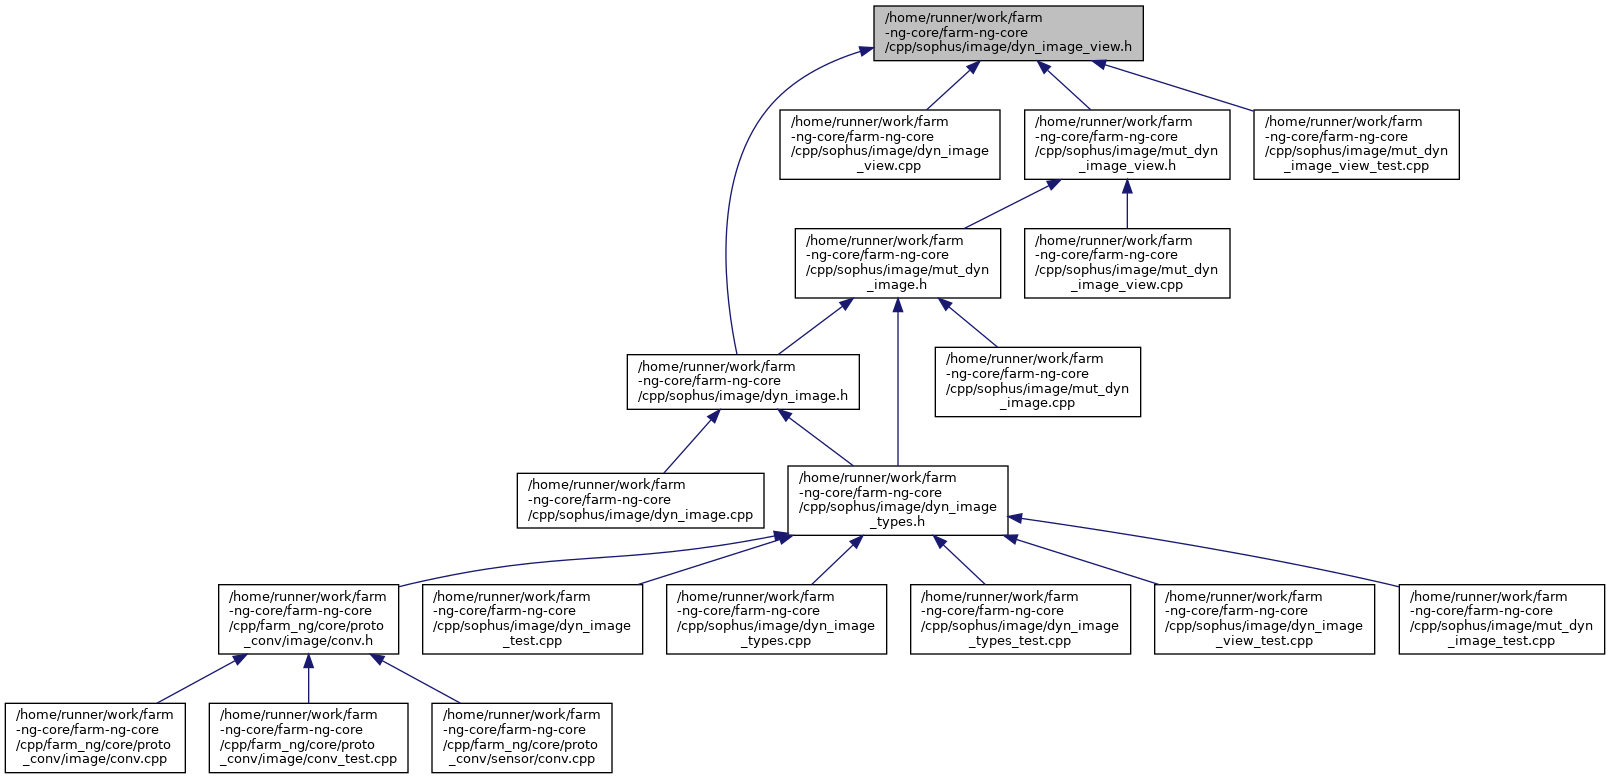 /home/runner/work/farm
-ng-core/farm-ng-core
/cpp/sophus/image/dyn_image_view.h
/home/runner/work/farm
-ng-core/farm-ng-core
/cpp/sophus/image/dyn_image
_view.cpp
/home/runner/work/farm
-ng-core/farm-ng-core
/cpp/sophus/image/mut_dyn
_image_view.h
/home/runner/work/farm
-ng-core/farm-ng-core
/cpp/sophus/image/mut_dyn
_image_view_test.cpp
/home/runner/work/farm
-ng-core/farm-ng-core
/cpp/sophus/image/mut_dyn
_image.h
/home/runner/work/farm
-ng-core/farm-ng-core
/cpp/sophus/image/mut_dyn
_image_view.cpp
/home/runner/work/farm
-ng-core/farm-ng-core
/cpp/sophus/image/dyn_image.h
/home/runner/work/farm
-ng-core/farm-ng-core
/cpp/sophus/image/mut_dyn
_image.cpp
/home/runner/work/farm
-ng-core/farm-ng-core
/cpp/sophus/image/dyn_image.cpp
/home/runner/work/farm
-ng-core/farm-ng-core
/cpp/sophus/image/dyn_image
_types.h
/home/runner/work/farm
-ng-core/farm-ng-core
/cpp/farm_ng/core/proto
_conv/image/conv.h
/home/runner/work/farm
-ng-core/farm-ng-core
/cpp/sophus/image/dyn_image
_test.cpp
/home/runner/work/farm
-ng-core/farm-ng-core
/cpp/sophus/image/dyn_image
_types.cpp
/home/runner/work/farm
-ng-core/farm-ng-core
/cpp/sophus/image/dyn_image
_types_test.cpp
/home/runner/work/farm
-ng-core/farm-ng-core
/cpp/sophus/image/dyn_image
_view_test.cpp
/home/runner/work/farm
-ng-core/farm-ng-core
/cpp/sophus/image/mut_dyn
_image_test.cpp
/home/runner/work/farm
-ng-core/farm-ng-core
/cpp/farm_ng/core/proto
_conv/image/conv.cpp
/home/runner/work/farm
-ng-core/farm-ng-core
/cpp/farm_ng/core/proto
_conv/image/conv_test.cpp
/home/runner/work/farm
-ng-core/farm-ng-core
/cpp/farm_ng/core/proto
_conv/sensor/conv.cpp